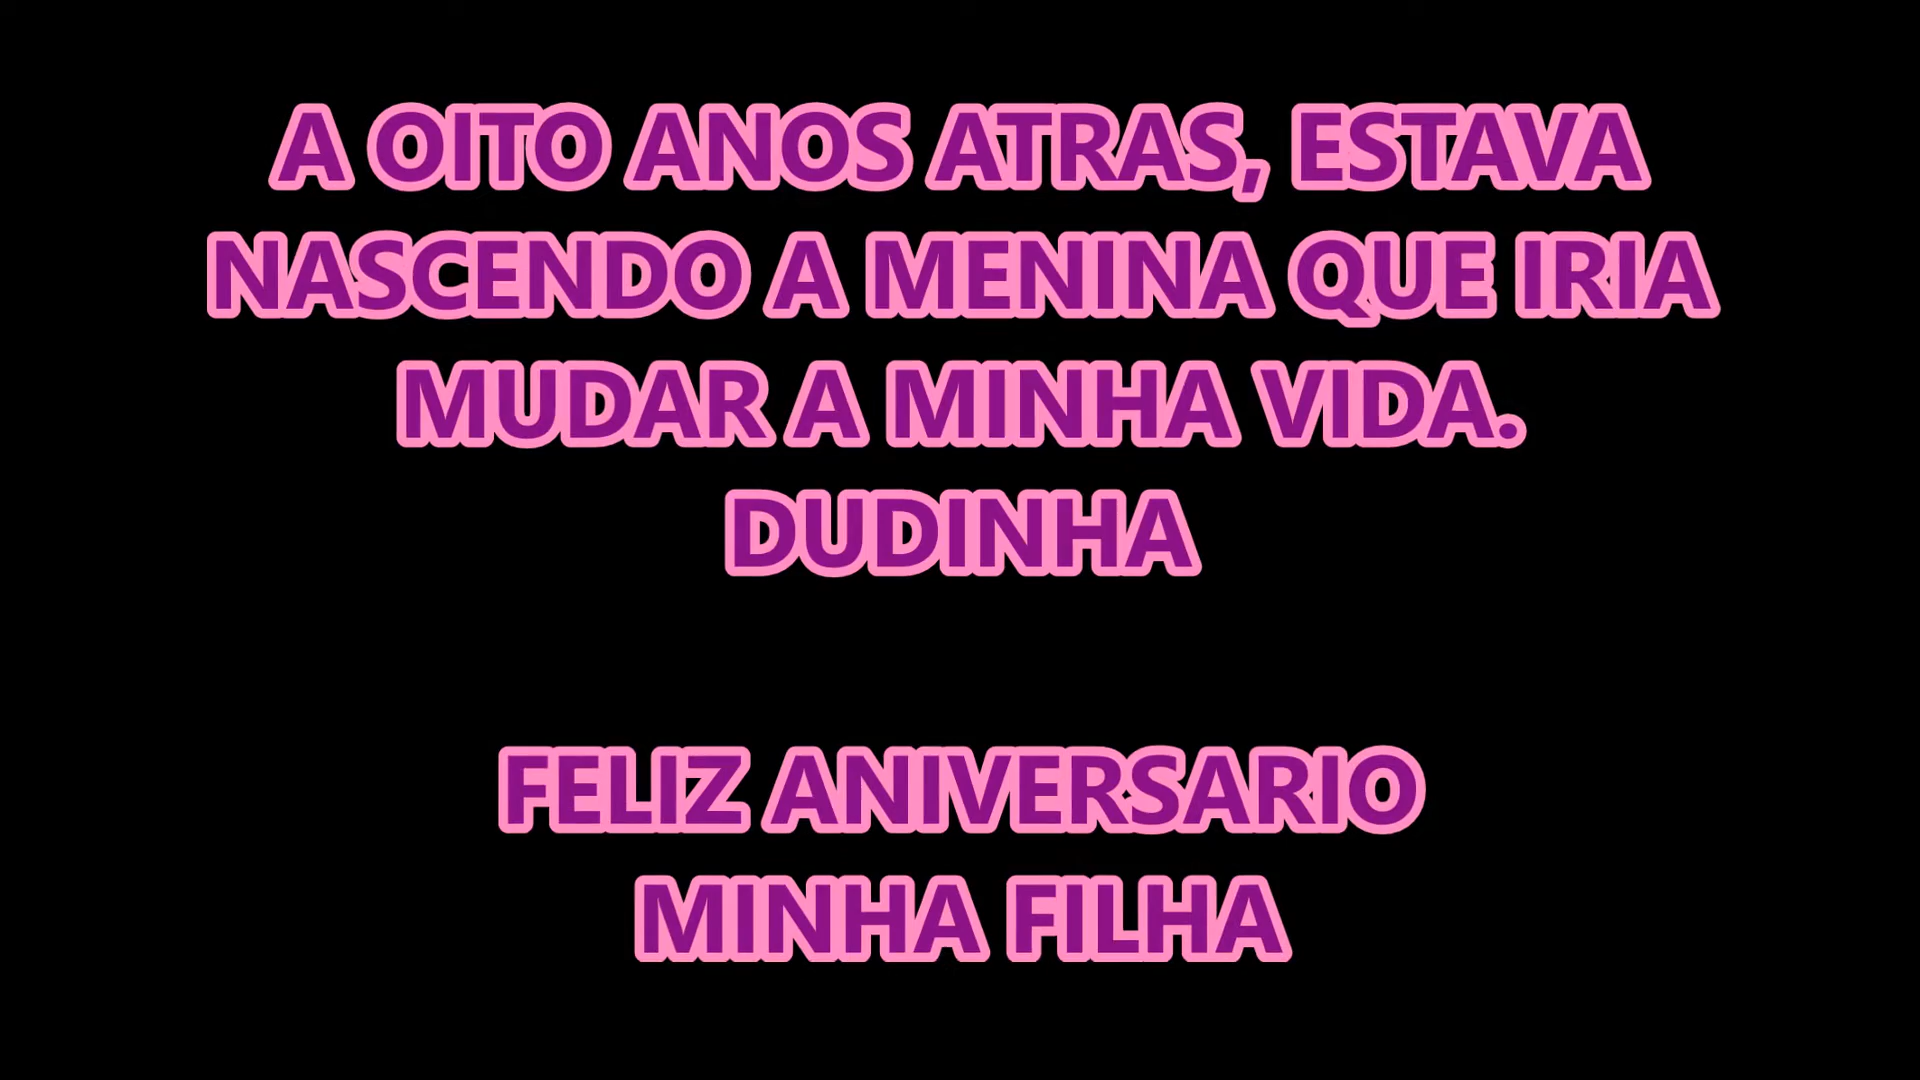 A OITO ANOS ATRAS, ESTAVA
NASCENDO A MENINA QUE IRIA
MUDAR A MINHA VIDA.
DUDINHA
FELIZ ANIVERSARIO
MINHA FILHA